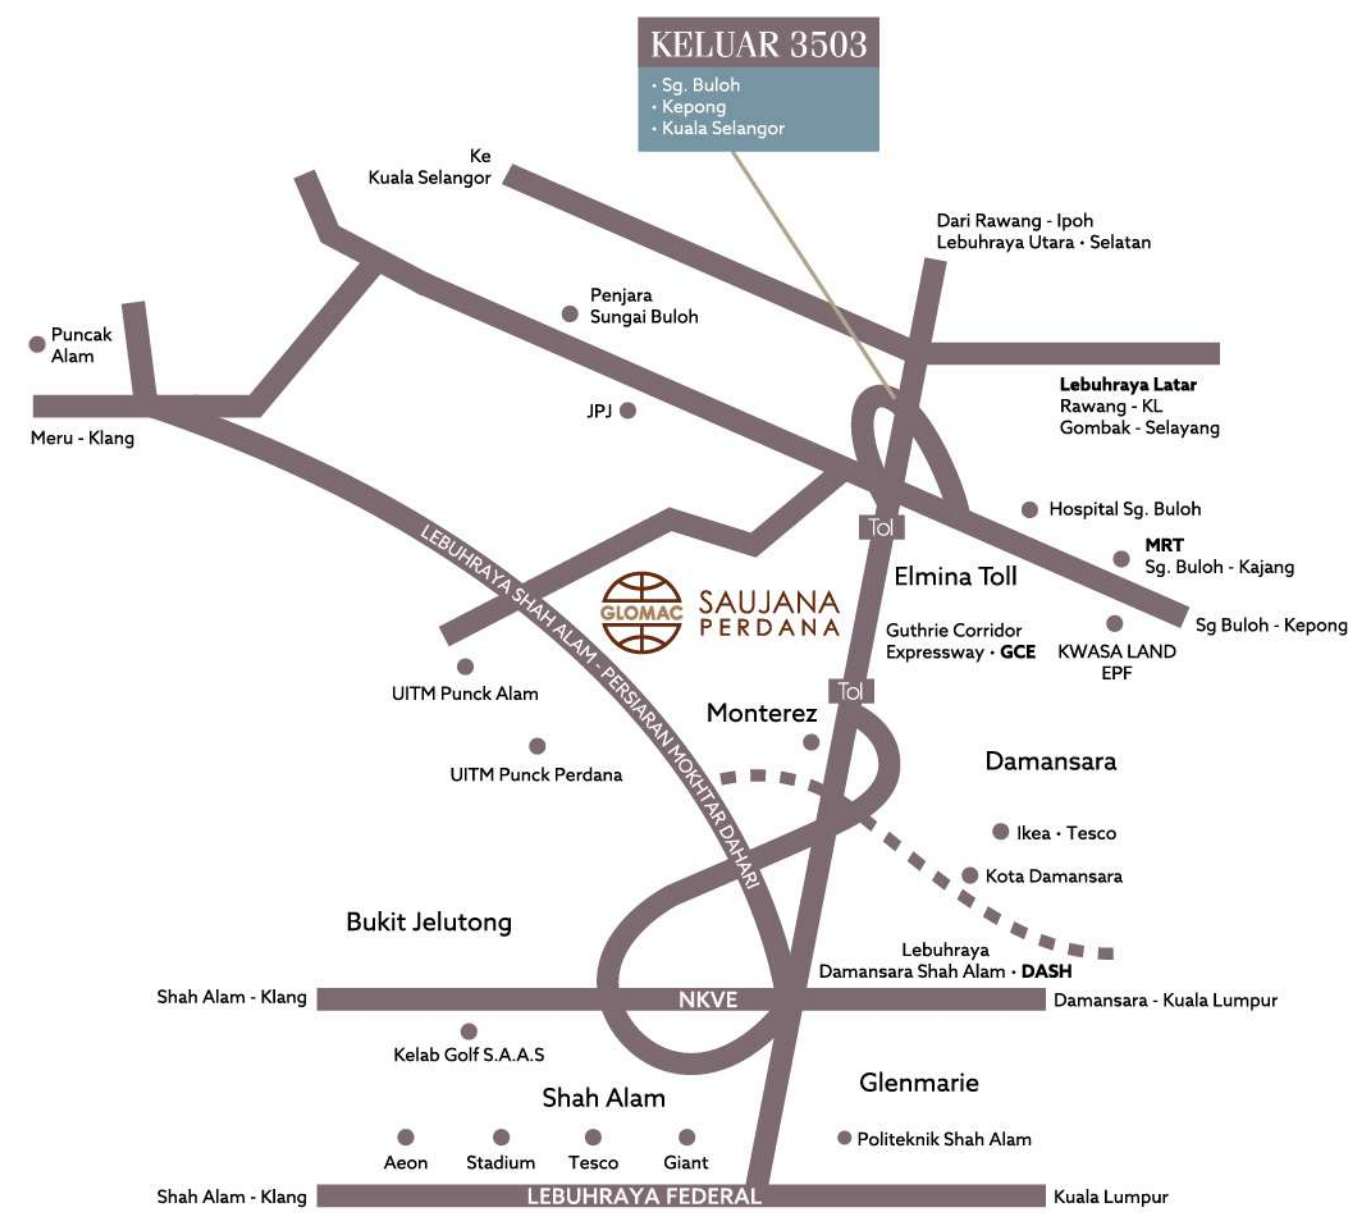 KELUAR 3503
• Sg. Buloh
• Kepong
• Kuala Selangor
Ke
Kuala Selangor
Dari Rawang - Ipoh
Lebuhraya Utara • Selatan
Penjara
Sungai Buloh
Puncak
Alam
Lebuhraya Latar
Rawang - KL
Gombak - Selayang
JPJ
Meru - Klang
Hospital Sg. Buloh
Tol
MRT
Sg. Buloh - Kajang
Elmina Toll
LEBUHRAYA SHAH ALAM - PERSIARAN MOKHTAR DAHARI
GLOMAC
SAUJANA
PERDANA
Guthrie Corridor
Expressway • GCE
Sg Buloh - Kepong
KWASA LAND
EPF
UITM Punck Alam
Tol
Monterez
UITM Punck Perdana
Damansara
Ikea • Tesco
Kota Damansara
Bukit Jelutong
Lebuhraya
Damansara Shah Alam • DASH
Shah Alam - Klang
NKVE
Damansara - Kuala Lumpur
Kelab Golf S.A.A.S
Shah Alam
Glenmarie
Politeknik Shah Alam
Aeon
Stadium
Tesco
Giant
Shah Alam - Klang
LEBUHRAYA FEDERAL
Kuala Lumpur